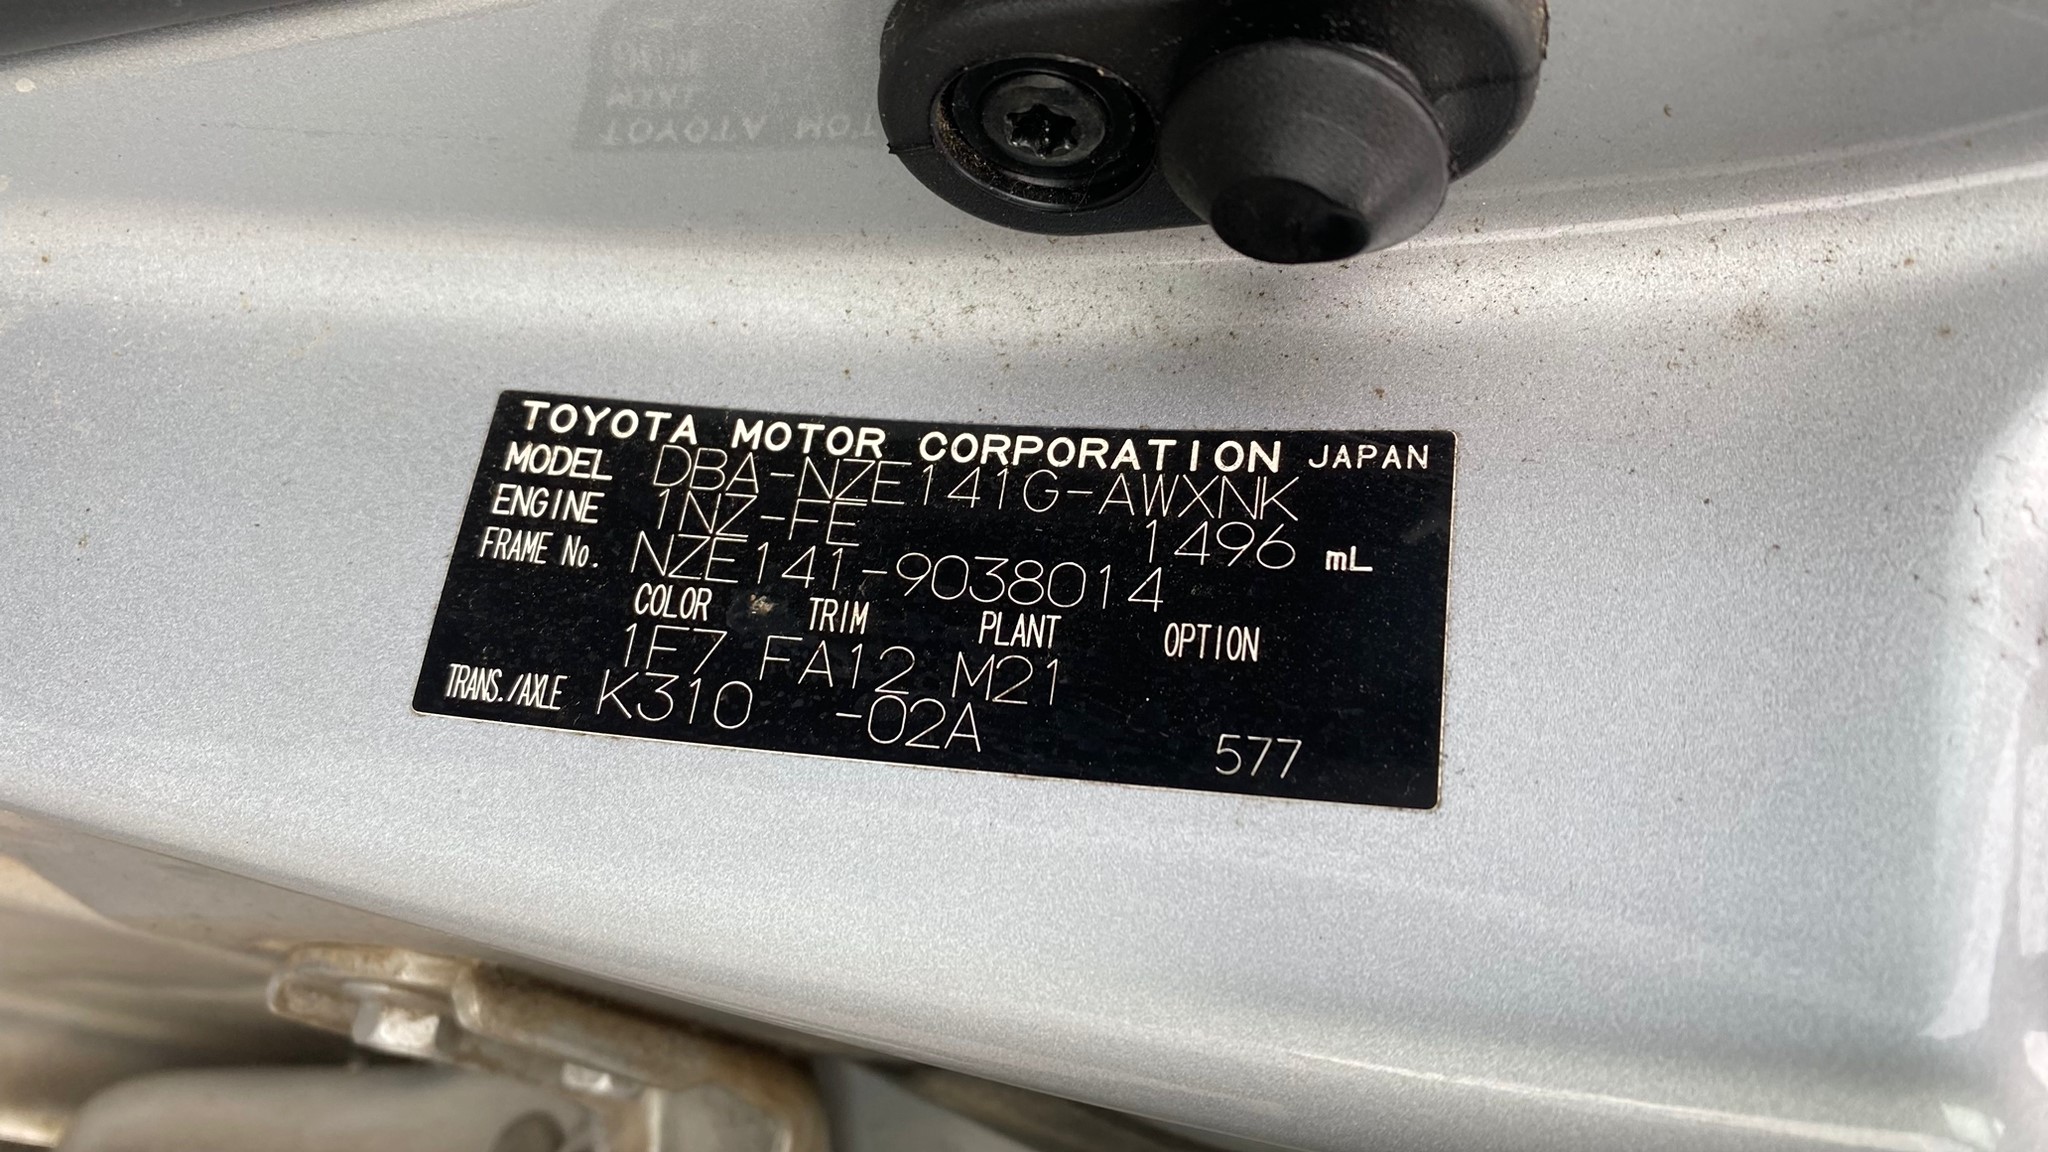 TOYOTA MOTOR CORPORATION JAPAN
MODEL DBA-NZE141G-AWXNK
ENGINE 1NZ-FE 1496 mL
FRAME No. NZE141-9038014
COLOR TRIM PLANT OPTION
1F7 FA12 M21
TRANS./AXLE K310 -02A
577